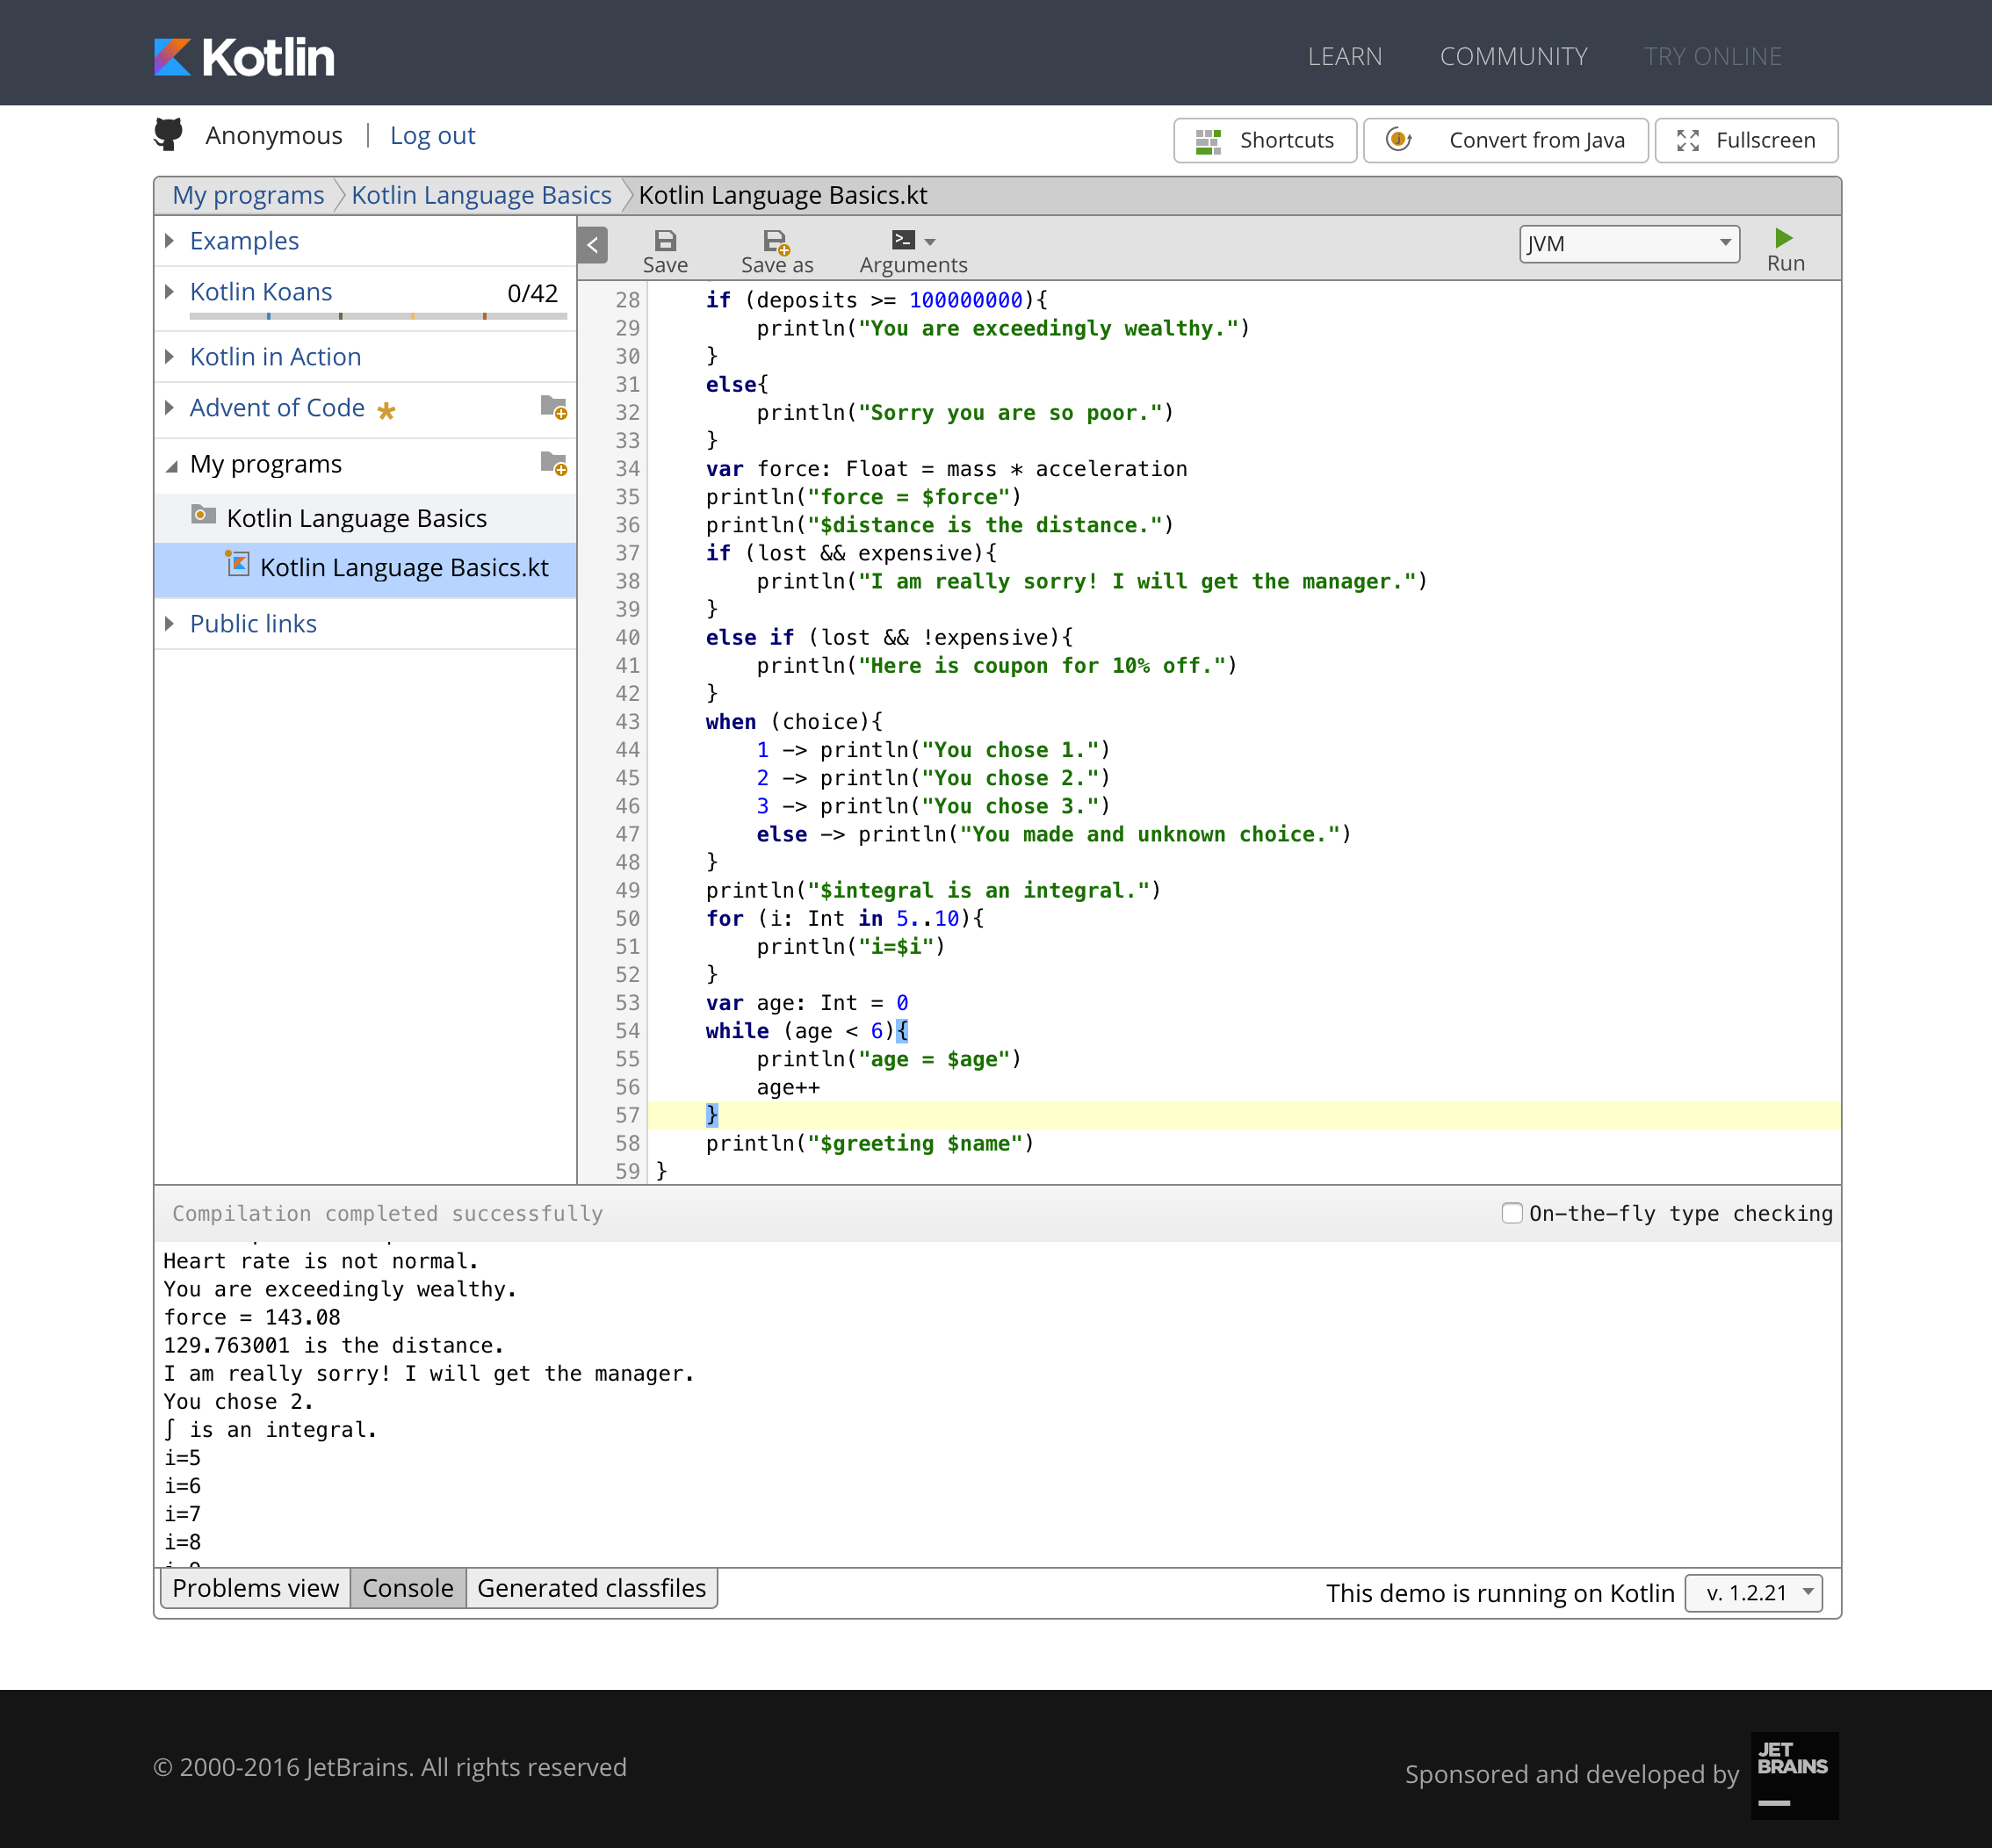 Kotlin
LEARN COMMUNITY TRY ONLINE
Anonymous | Log out
Shortcuts Convert from Java Fullscreen
My programs Kotlin Language Basics Kotlin Language Basics.kt
Examples
Kotlin Koans 0/42
Kotlin in Action
Advent of Code *
My programs
Kotlin Language Basics
Kotlin Language Basics.kt
Public links
Save Save as Arguments JVM Run
28     if (deposits >= 100000000){
29         println("You are exceedingly wealthy.")
30     }
31     else{
32         println("Sorry you are so poor.")
33     }
34     var force: Float = mass * acceleration
35     println("force = $force")
36     println("$distance is the distance.")
37     if (lost && expensive){
38         println("I am really sorry! I will get the manager.")
39     }
40     else if (lost && !expensive){
41         println("Here is coupon for 10% off.")
42     }
43     when (choice){
44         1 -> println("You chose 1.")
45         2 -> println("You chose 2.")
46         3 -> println("You chose 3.")
47         else -> println("You made and unknown choice.")
48     }
49     println("$integral is an integral.")
50     for (i: Int in 5..10){
51         println("i=$i")
52     }
53     var age: Int = 0
54     while (age < 6){
55         println("age = $age")
56         age++
57     }
58     println("$greeting $name")
59 }
Compilation completed successfully
On-the-fly type checking
Heart rate is not normal.
You are exceedingly wealthy.
force = 143.08
129.763001 is the distance.
I am really sorry! I will get the manager.
You chose 2.
∫ is an integral.
i=5
i=6
i=7
i=8
Problems view Console Generated classfiles
This demo is running on Kotlin v. 1.2.21
© 2000-2016 JetBrains. All rights reserved
Sponsored and developed by
JET
BRAINS